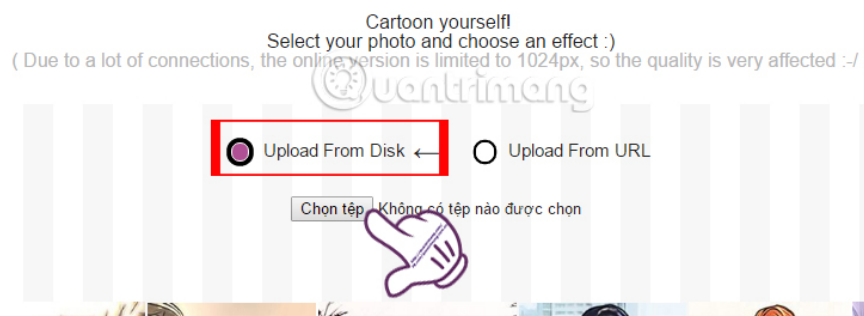 Cartoon yourself!
Select your photo and choose an effect :)
( Due to a lot of connections, the online version is limited to 1024px, so the quality is very affected :-/
Quantrimang
Upload From Disk ← Upload From URL
Chọn tệp Không có tệp nào được chọn